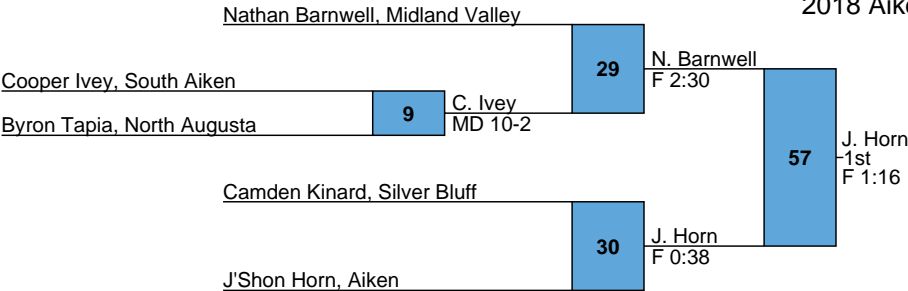 2018 Aike
Nathan Barnwell, Midland Valley
29
N. Barnwell
F 2:30
Cooper Ivey, South Aiken
9
C. Ivey
MD 10-2
Byron Tapia, North Augusta
57
J. Horn
1st
F 1:16
Camden Kinard, Silver Bluff
30
J. Horn
F 0:38
J'Shon Horn, Aiken